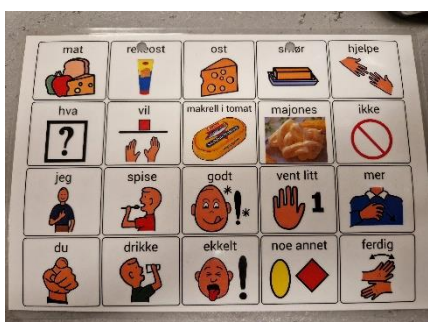 mat rekeost ost smør hjelpe
hva vil makrell i tomat majones ikke
?
jeg spise godt vent litt mer
1
du drikke ekkelt noe annet ferdig